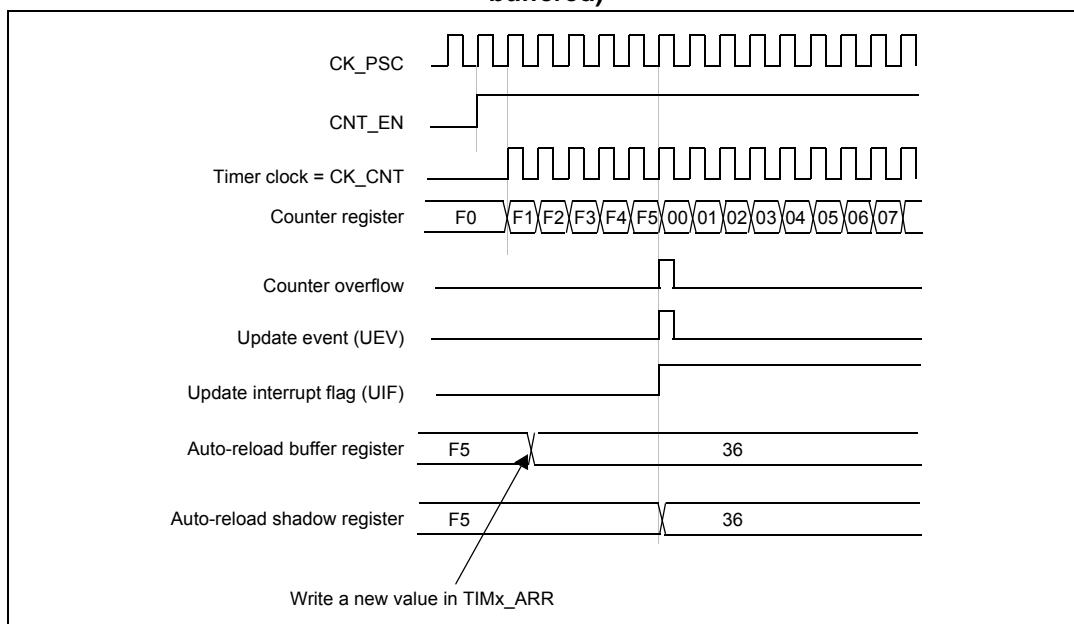 buffered)
CK_PSC
CNT_EN
Timer clock = CK_CNT
Counter register F0 F1 F2 F3 F4 F5 00 01 02 03 04 05 06 07
Counter overflow
Update event (UEV)
Update interrupt flag (UIF)
Auto-reload buffer register F5 36
Auto-reload shadow register F5 36
Write a new value in TIMx_ARR